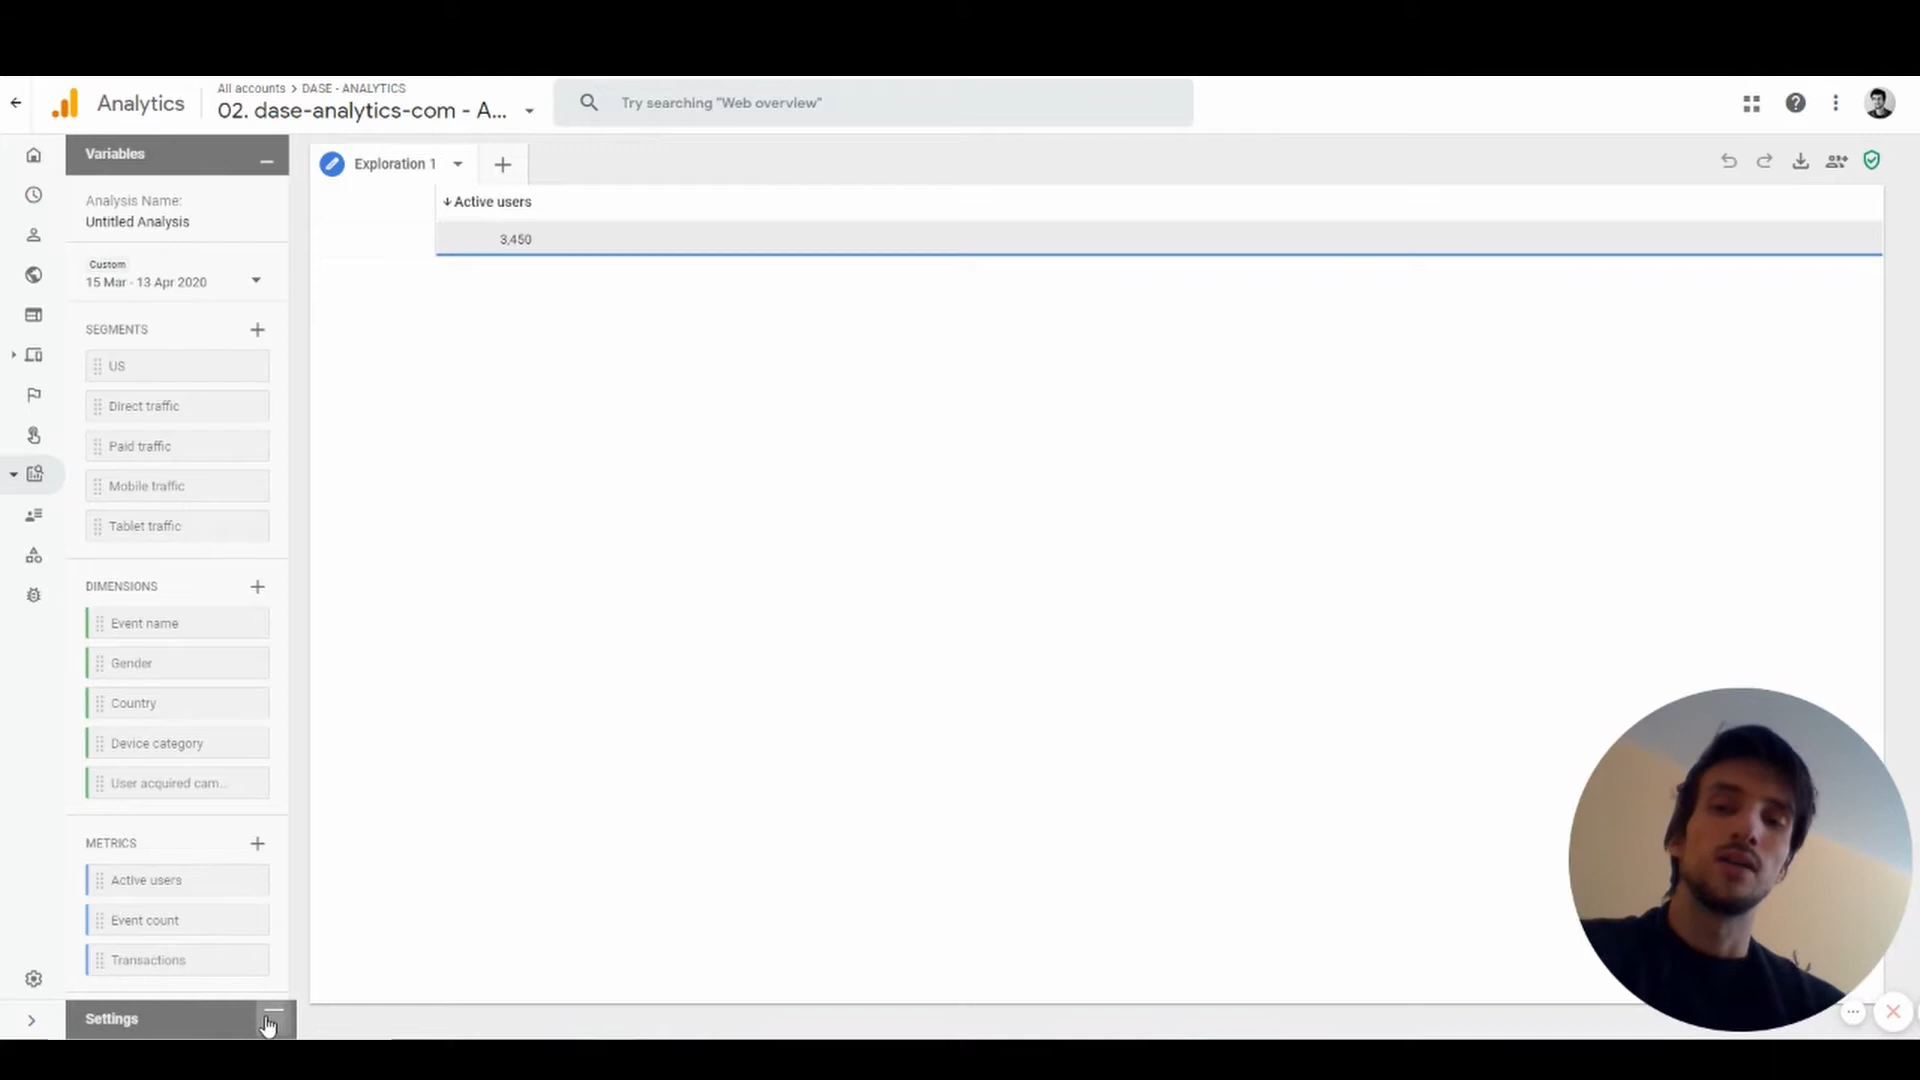 Analytics
All accounts > DASE - ANALYTICS
02. dase-analytics-com - A...
Try searching "Web overview"
Variables
Exploration 1
Analysis Name:
Untitled Analysis
Custom
15 Mar - 13 Apr 2020
SEGMENTS
US
Direct traffic
Paid traffic
Mobile traffic
Tablet traffic
DIMENSIONS
Event name
Gender
Country
Device category
User acquired cam...
METRICS
Active users
Event count
Transactions
Settings
Active users
3,450